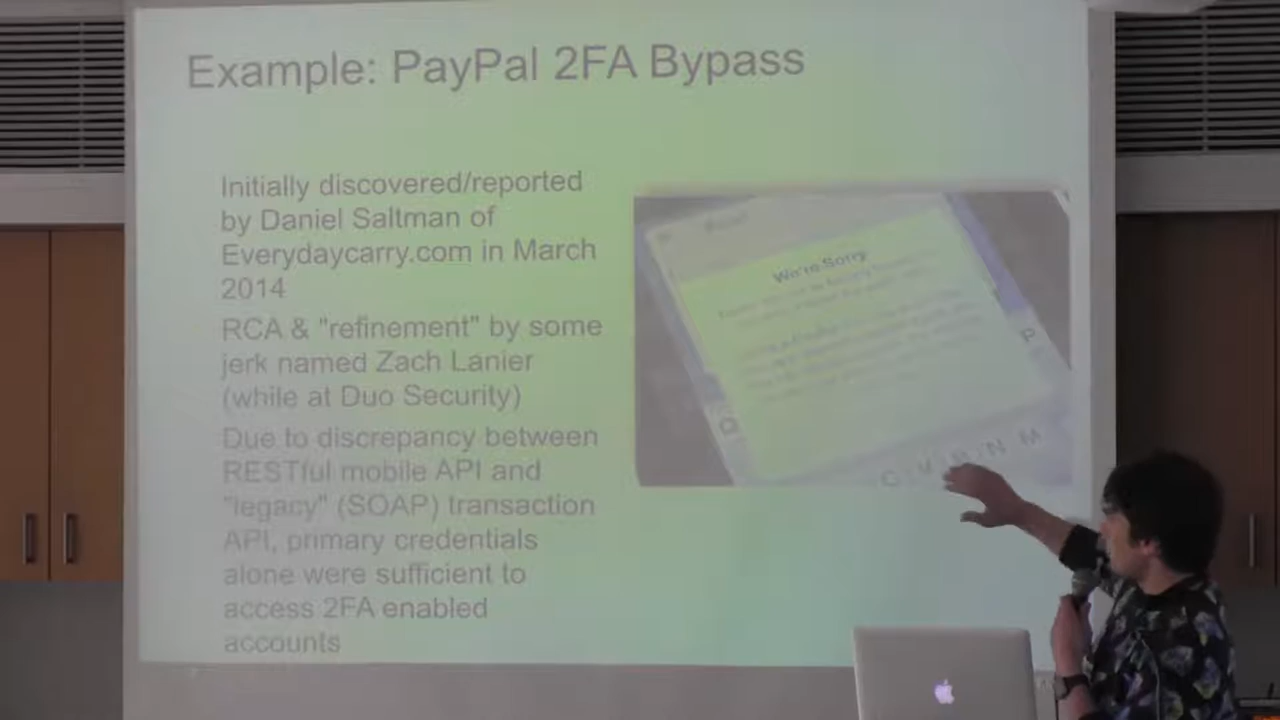 Example: PayPal 2FA Bypass
Initially discovered/reported
by Daniel Saltman of
Everydaycarry.com in March
2014
RCA & "refinement" by some
jerk named Zach Lanier
(while at Duo Security)
Due to discrepancy between
RESTful mobile API and
"legacy" (SOAP) transaction
API, primary credentials
alone were sufficient to
access 2FA enabled
accounts
We're Sorry
P
a
C V B N M